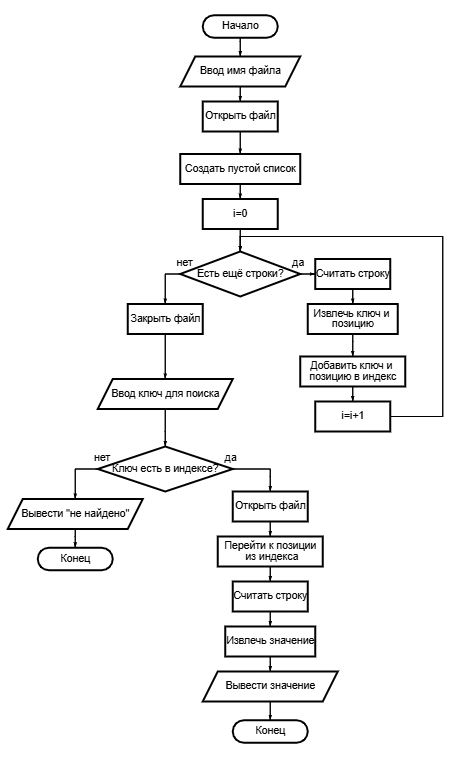 Начало
Ввод имя файла
Открыть файл
Создать пустой список
i=0
Есть ещё строки?
нет
да
Считать строку
Извлечь ключ и
позицию
Добавить ключ и
позицию в индекс
i=i+1
Закрыть файл
Ввод ключ для поиска
Ключ есть в индексе?
нет
да
Вывести "не найдено"
Конец
Открыть файл
Перейти к позиции
из индекса
Считать строку
Извлечь значение
Вывести значение
Конец